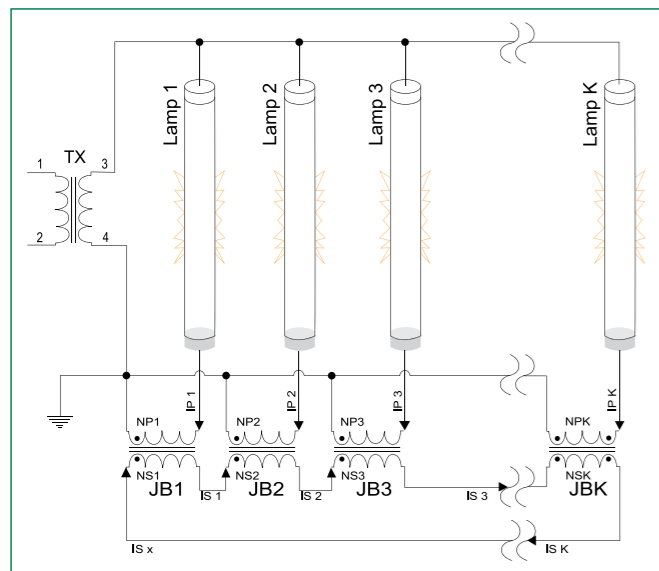 Lamp 1
Lamp 2
Lamp 3
Lamp K
TX
1
3
2
4
IP 1
IP 2
IP 3
IP K
NP1
NP2
NP3
NPK
NS1
NS2
NS3
NSK
JB1
JB2
JB3
JBK
IS 1
IS 2
IS 3
IS x
IS K